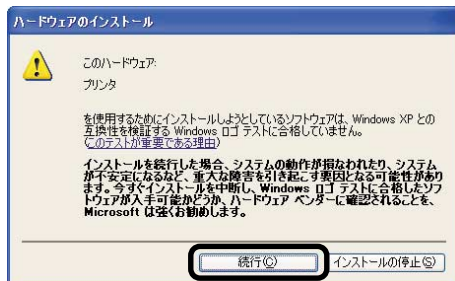 ハードウェアのインストール
このハードウェア:
プリンタ
を使用するためにインストールしようとしているソフトウェアは、Windows XP との
互換性を検証する Windows ロゴ テストに合格していません。
(このテストが重要である理由)
インストールを続行した場合、システムの動作が損なわれたり、システム
が不安定になるなど、重大な障害を引き起こす要因となる可能性があり
ます。今すぐインストールを中断し、Windows ロゴ テストに合格したソフ
トウェアが入手可能かどうか、ハードウェア ベンダーに確認されることを、
Microsoft は強くお勧めします。
続行(C) インストールの停止(S)